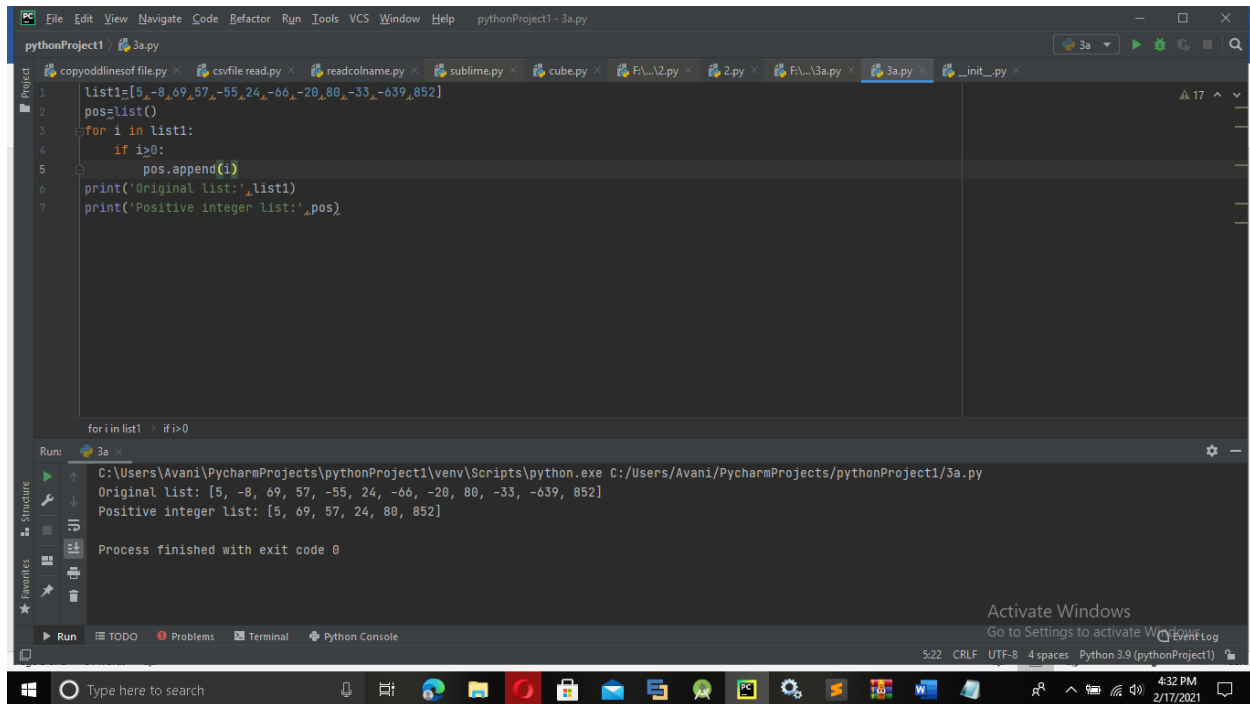 File Edit View Navigate Code Refactor Run Tools VCS Window Help pythonProject1 - 3a.py
pythonProject1 3a.py 3a
copyoddlinesof file.py csvfile read.py readcolname.py sublime.py cube.py F:\...\2.py 2.py F:\...\3a.py 3a.py __init__.py
Project
1 list1=[5,-8,69,57,-55,24,-66,-20,80,-33,-639,852]
17
2 pos=list()
3 for i in list1:
4 if i>0:
5 pos.append(i)
6 print('Original list:',list1)
7 print('Positive integer list:',pos)
for i in list1 if i>0
Run: 3a
C:\Users\Avani\PycharmProjects\pythonProject1\venv\Scripts\python.exe C:/Users/Avani/PycharmProjects/pythonProject1/3a.py
Original list: [5, -8, 69, 57, -55, 24, -66, -20, 80, -33, -639, 852]
Positive integer list: [5, 69, 57, 24, 80, 852]
Process finished with exit code 0
Structure
Favorites
Activate Windows
Go to Settings to activate Windows.
Run TODO Problems Terminal Python Console Event Log
5:22 CRLF UTF-8 4 spaces Python 3.9 (pythonProject1)
Type here to search
4:32 PM
2/17/2021